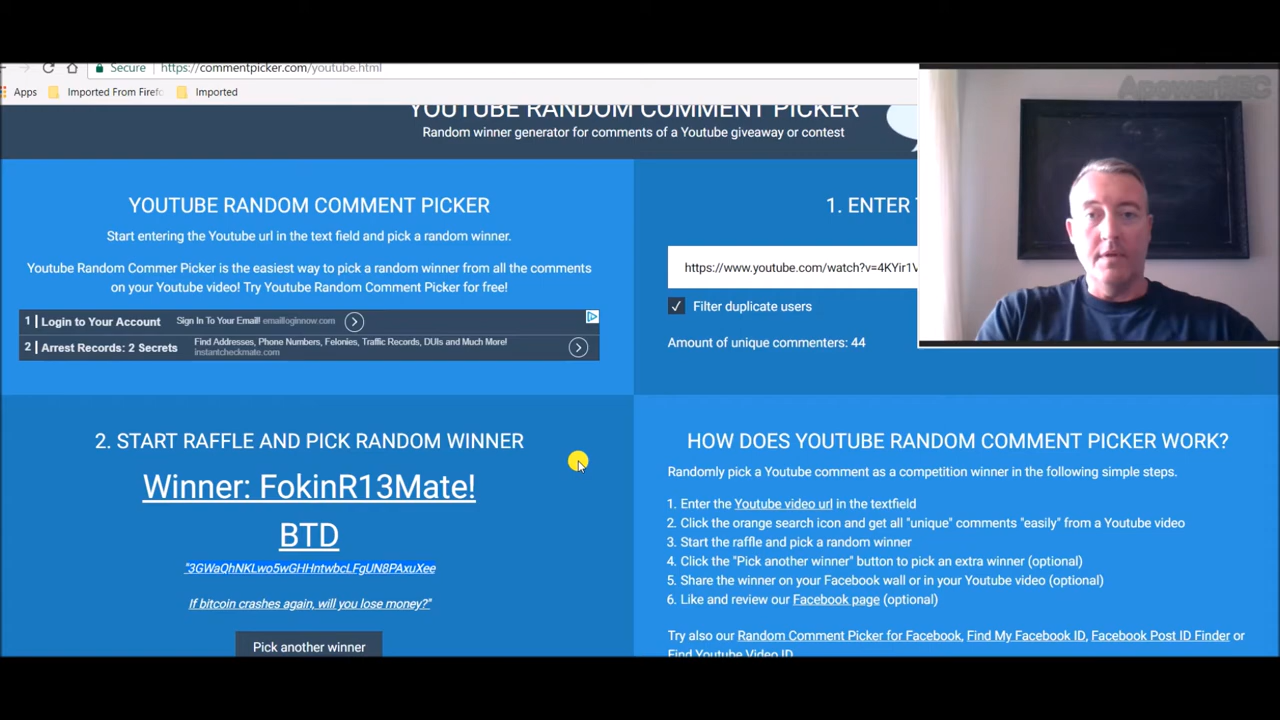 ApowerREC
Secure https://commentpicker.com/youtube.html
Apps Imported From Firef Imported
YOUTUBE RANDOM COMMENT PICKER
Random winner generator for comments of a Youtube giveaway or contest
YOUTUBE RANDOM COMMENT PICKER
Start entering the Youtube url in the text field and pick a random winner.
Youtube Random Commer Picker is the easiest way to pick a random winner from all the comments
on your Youtube video! Try Youtube Random Comment Picker for free!
1 Login to Your Account Sign In To Your Email! emailloginnow.com
2 Arrest Records: 2 Secrets Find Addresses, Phone Numbers, Felonies, Traffic Records, DUIs and Much More!
instantcheckmate.com
1. ENTER
https://www.youtube.com/watch?v=4KYir1V
Filter duplicate users
Amount of unique commenters: 44
2. START RAFFLE AND PICK RANDOM WINNER
Winner: FokinR13Mate!
BTD
"3GWaQhNKLwo5wGHHntwbcLFgUN8PAxuXee
If bitcoin crashes again, will you lose money?"
Pick another winner
HOW DOES YOUTUBE RANDOM COMMENT PICKER WORK?
Randomly pick a Youtube comment as a competition winner in the following simple steps.
1. Enter the Youtube video url in the textfield
2. Click the orange search icon and get all "unique" comments "easily" from a Youtube video
3. Start the raffle and pick a random winner
4. Click the "Pick another winner" button to pick an extra winner (optional)
5. Share the winner on your Facebook wall or in your Youtube video (optional)
6. Like and review our Facebook page (optional)
Try also our Random Comment Picker for Facebook, Find My Facebook ID, Facebook Post ID Finder or
Find Youtube Video ID